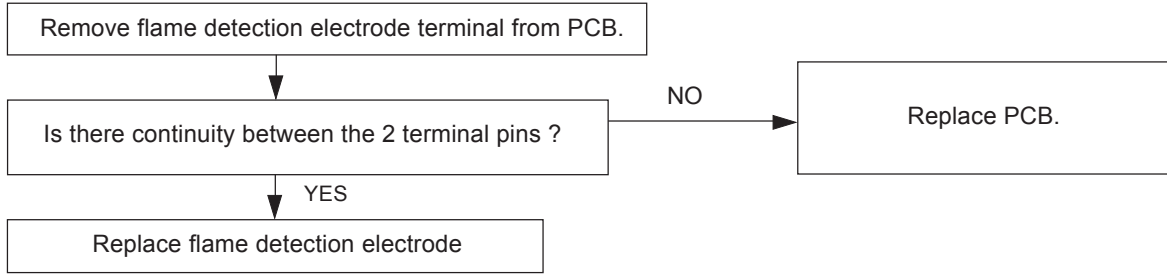 Remove flame detection electrode terminal from PCB.
Is there continuity between the 2 terminal pins ?
NO
Replace PCB.
YES
Replace flame detection electrode